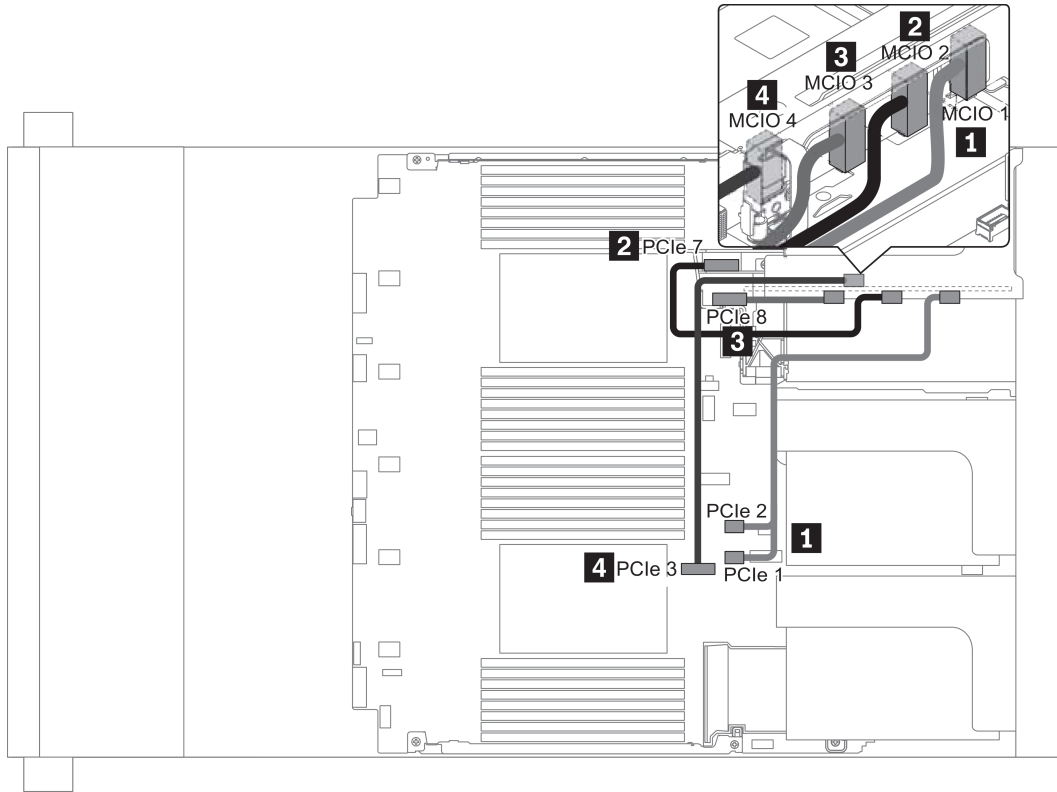 2
MCIO 2
3
MCIO 3
4
MCIO 4
MCIO 1
1
2 PCIe 7
PCIe 8
3
PCIe 2
1
4 PCIe 3
PCIe 1